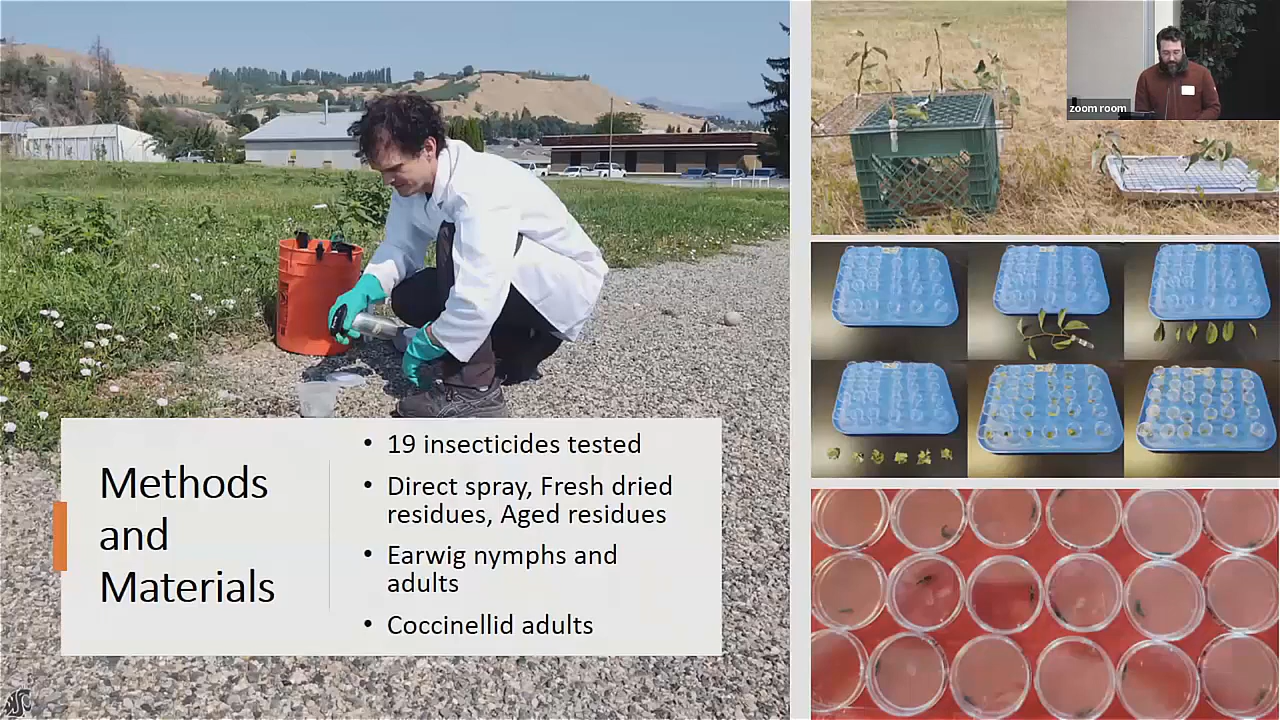 zoom room
Methods
and
Materials
• 19 insecticides tested
• Direct spray, Fresh dried
residues, Aged residues
• Earwig nymphs and
adults
• Coccinellid adults